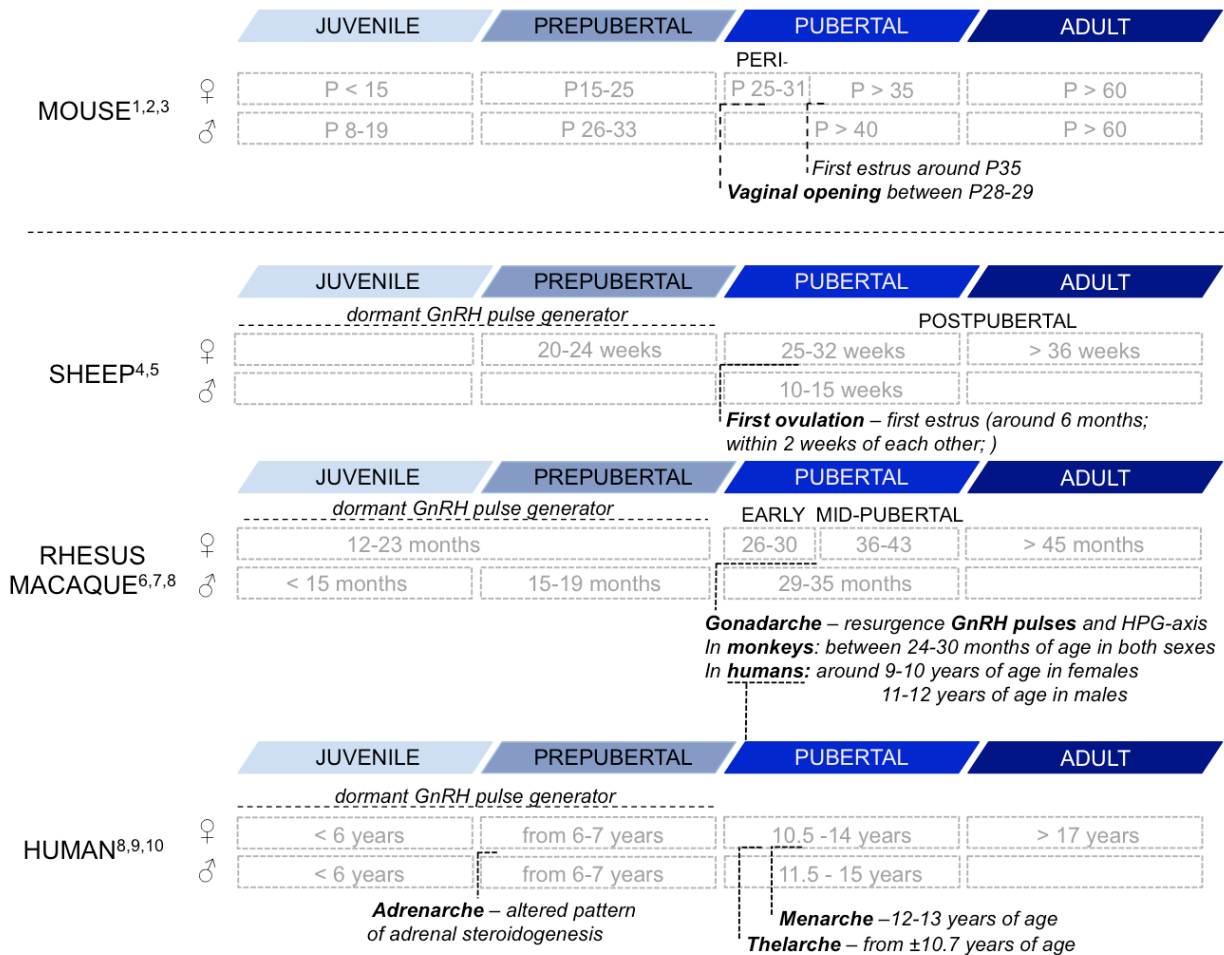 JUVENILE PREPUBERTAL PUBERTAL ADULT
PERI-
♀ P < 15 P15-25 P 25-31 P > 35 P > 60
MOUSE1,2,3
♂ P 8-19 P 26-33 P > 40 P > 60
First estrus around P35
Vaginal opening between P28-29
JUVENILE PREPUBERTAL PUBERTAL ADULT
dormant GnRH pulse generator
POSTPUBERTAL
♀ 20-24 weeks 25-32 weeks > 36 weeks
SHEEP4,5
♂ 10-15 weeks
First ovulation – first estrus (around 6 months;
within 2 weeks of each other; )
JUVENILE PREPUBERTAL PUBERTAL ADULT
dormant GnRH pulse generator
EARLY MID-PUBERTAL
♀ 12-23 months 26-30 36-43 > 45 months
RHESUS
MACAQUE6,7,8
♂ < 15 months 15-19 months 29-35 months
Gonadarche – resurgence GnRH pulses and HPG-axis
In monkeys: between 24-30 months of age in both sexes
In humans: around 9-10 years of age in females
11-12 years of age in males
JUVENILE PREPUBERTAL PUBERTAL ADULT
dormant GnRH pulse generator
♀ < 6 years from 6-7 years 10.5 -14 years > 17 years
HUMAN8,9,10
♂ < 6 years from 6-7 years 11.5 - 15 years
Adrenarche – altered pattern
of adrenal steroidogenesis
Menarche –12-13 years of age
Thelarche – from ±10.7 years of age